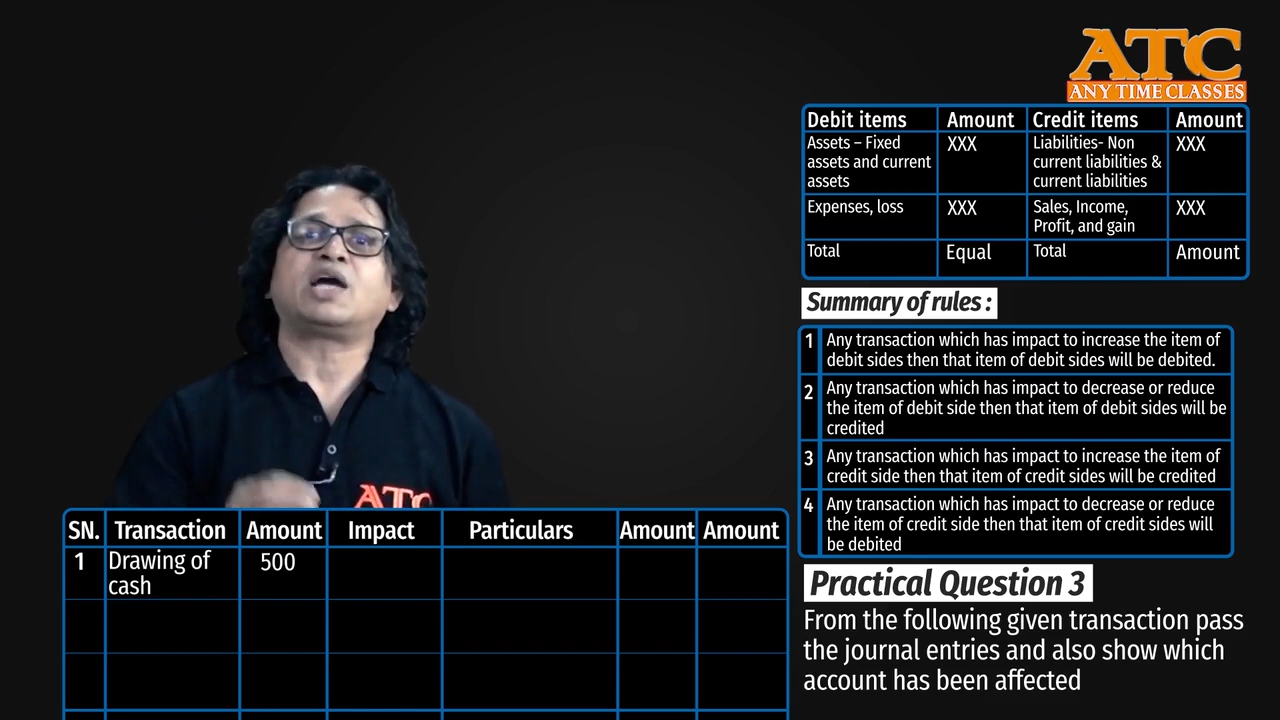 ATC
ANY TIME CLASSES
Debit items Amount Credit items Amount
Assets – Fixed assets and current assets XXX Liabilities- Non current liabilities & current liabilities XXX
Expenses, loss XXX Sales, Income, Profit, and gain XXX
Total Equal Total Amount
Summary of rules :
1 Any transaction which has impact to increase the item of
debit sides then that item of debit sides will be debited.
2 Any transaction which has impact to decrease or reduce
the item of debit side then that item of debit sides will be
credited
3 Any transaction which has impact to increase the item of
credit side then that item of credit sides will be credited
4 Any transaction which has impact to decrease or reduce
the item of credit side then that item of credit sides will
be debited
Practical Question 3
From the following given transaction pass
the journal entries and also show which
account has been affected
ATC
SN. Transaction Amount Impact Particulars Amount Amount
1 Drawing of cash 500